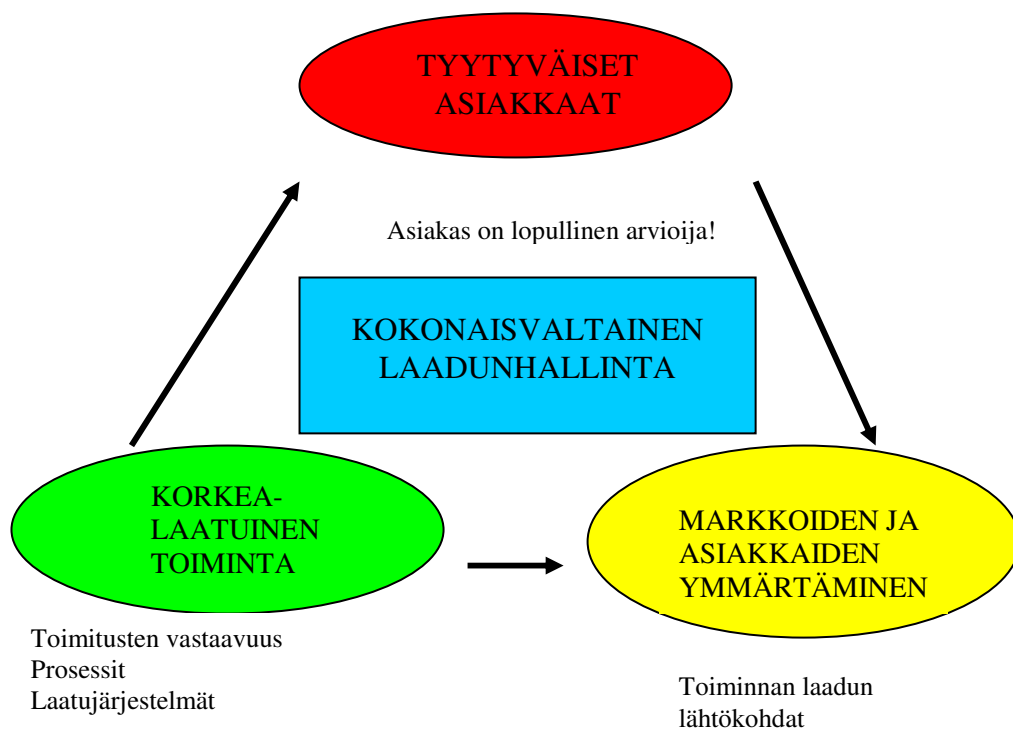 TYYTYVÄISET
ASIAKKAAT
Asiakas on lopullinen arvioija!
KOKONAISVALTAINEN
LAADUNHALLINTA
KORKEA-
LAATUINEN
TOIMINTA
MARKKOIDEN JA
ASIAKKAIDEN
YMMÄRTÄMINEN
Toimitusten vastaavuus
Prosessit
Laatujärjestelmät
Toiminnan laadun
lähtökohdat